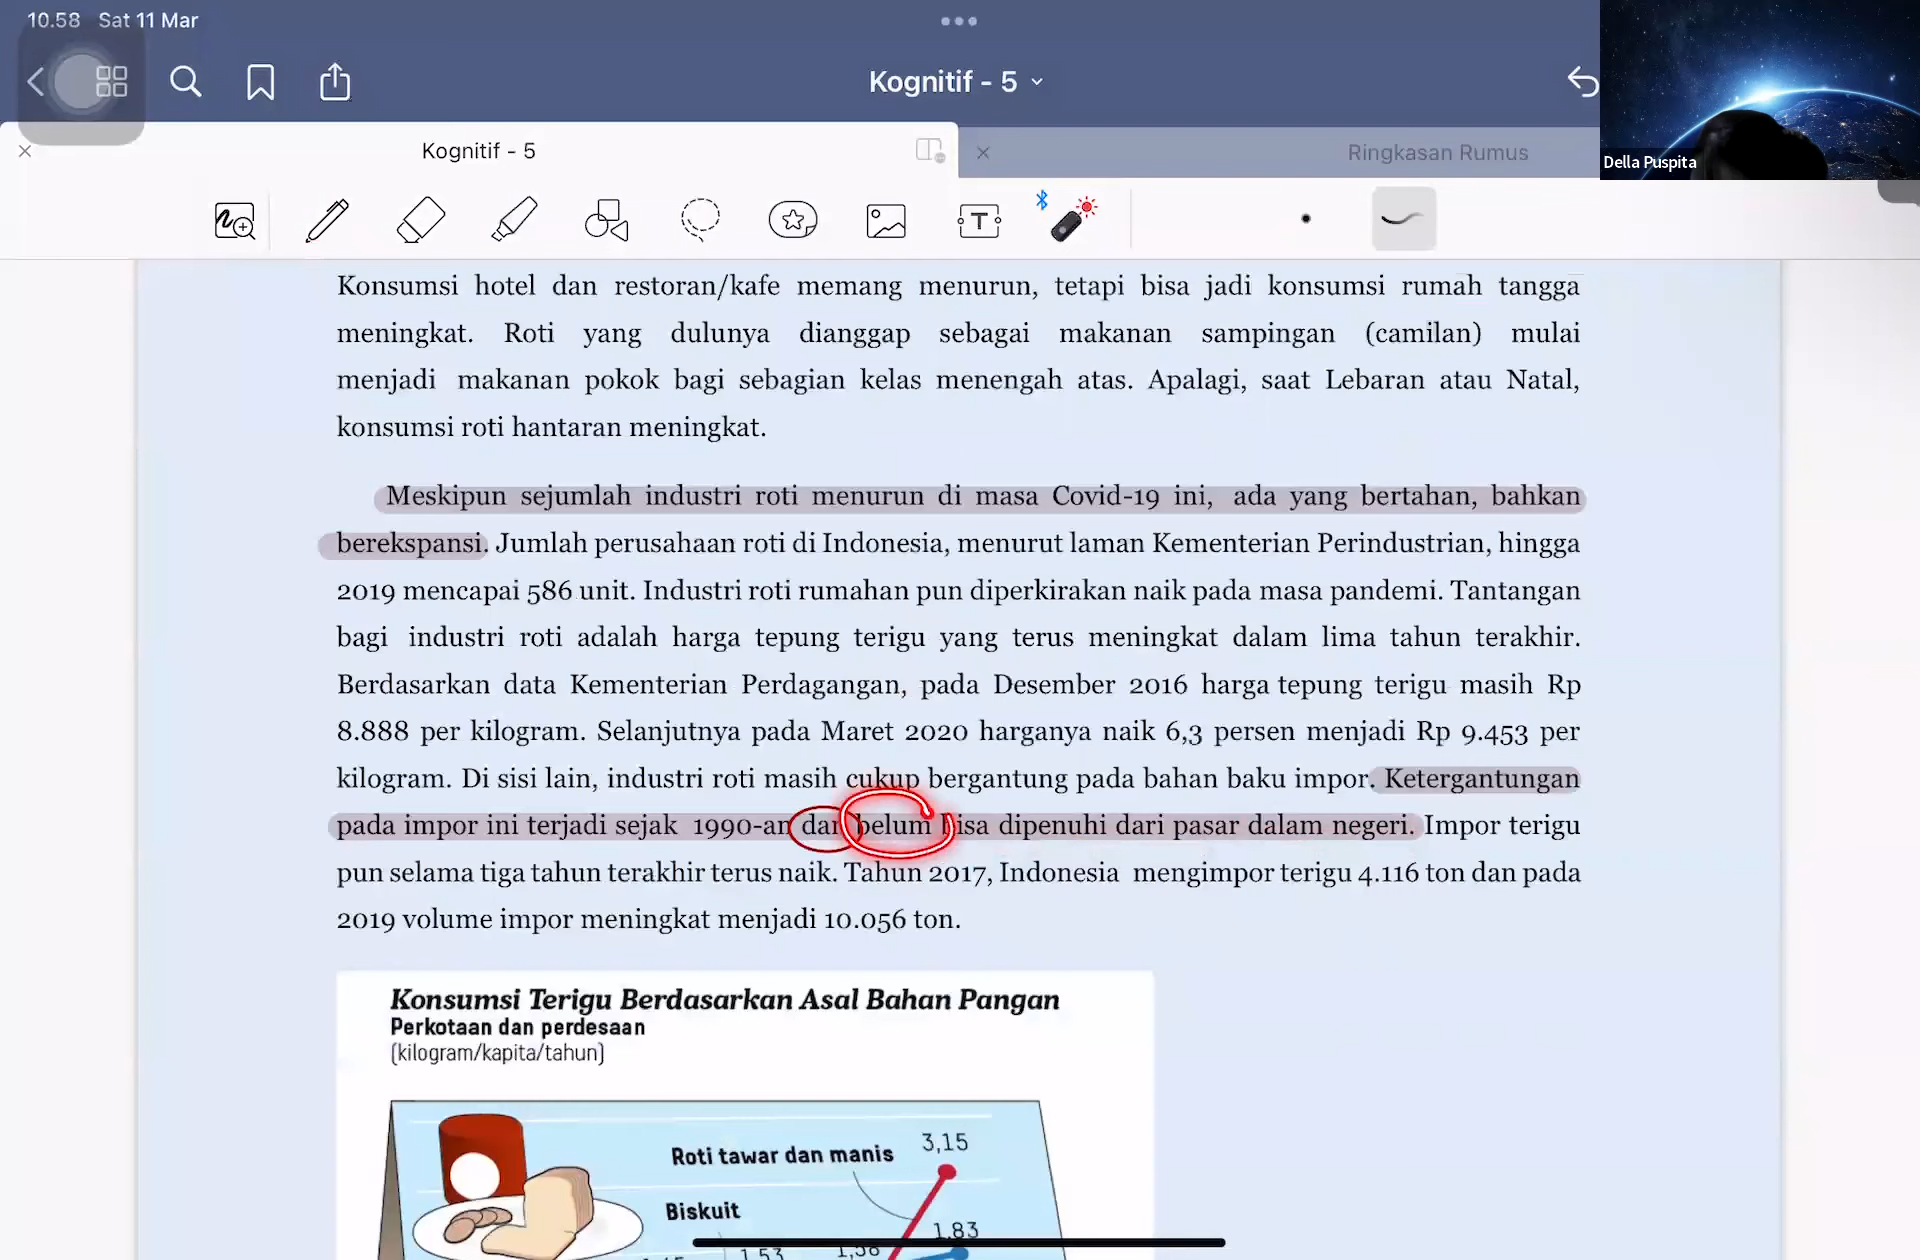 10.58 Sat 11 Mar
Kognitif - 5
Kognitif - 5
Ringkasan Rumus
Della Puspita
T
Konsumsi hotel dan restoran/kafe memang menurun, tetapi bisa jadi konsumsi rumah tangga
meningkat. Roti yang dulunya dianggap sebagai makanan sampingan (camilan) mulai
menjadi makanan pokok bagi sebagian kelas menengah atas. Apalagi, saat Lebaran atau Natal,
konsumsi roti hantaran meningkat.
Meskipun sejumlah industri roti menurun di masa Covid-19 ini, ada yang bertahan, bahkan
berekspansi. Jumlah perusahaan roti di Indonesia, menurut laman Kementerian Perindustrian, hingga
2019 mencapai 586 unit. Industri roti rumahan pun diperkirakan naik pada masa pandemi. Tantangan
bagi industri roti adalah harga tepung terigu yang terus meningkat dalam lima tahun terakhir.
Berdasarkan data Kementerian Perdagangan, pada Desember 2016 harga tepung terigu masih Rp
8.888 per kilogram. Selanjutnya pada Maret 2020 harganya naik 6,3 persen menjadi Rp 9.453 per
kilogram. Di sisi lain, industri roti masih cukup bergantung pada bahan baku impor. Ketergantungan
pada impor ini terjadi sejak 1990-an dan belum bisa dipenuhi dari pasar dalam negeri. Impor terigu
pun selama tiga tahun terakhir terus naik. Tahun 2017, Indonesia mengimpor terigu 4.116 ton dan pada
2019 volume impor meningkat menjadi 10.056 ton.
Konsumsi Terigu Berdasarkan Asal Bahan Pangan
Perkotaan dan perdesaan
(kilogram/kapita/tahun)
Roti tawar dan manis 3,15
Biskuit
1,83
1,53